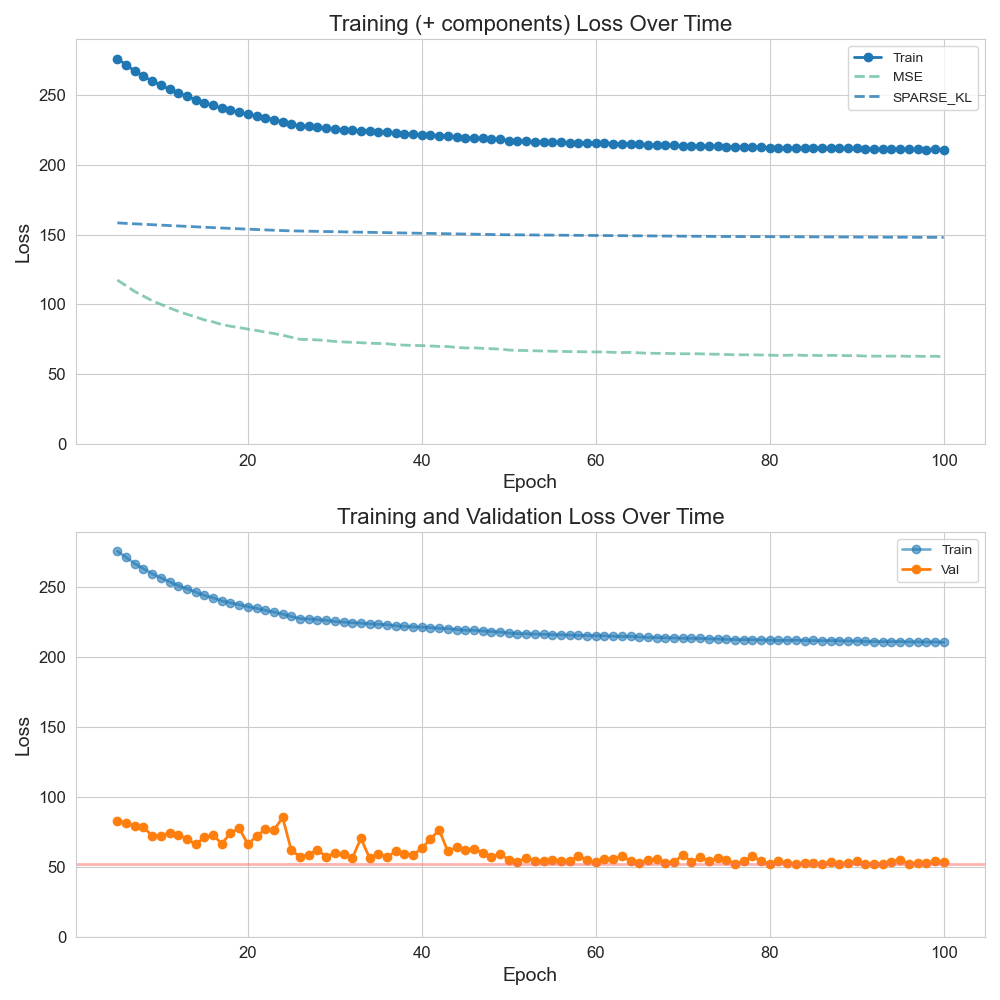 Training (+ components) Loss Over Time
Train
MSE
SPARSE_KL
Loss
250
200
150
100
50
0
20 40 60 80 100
Epoch
Training and Validation Loss Over Time
Train
Val
Loss
250
200
150
100
50
0
20 40 60 80 100
Epoch